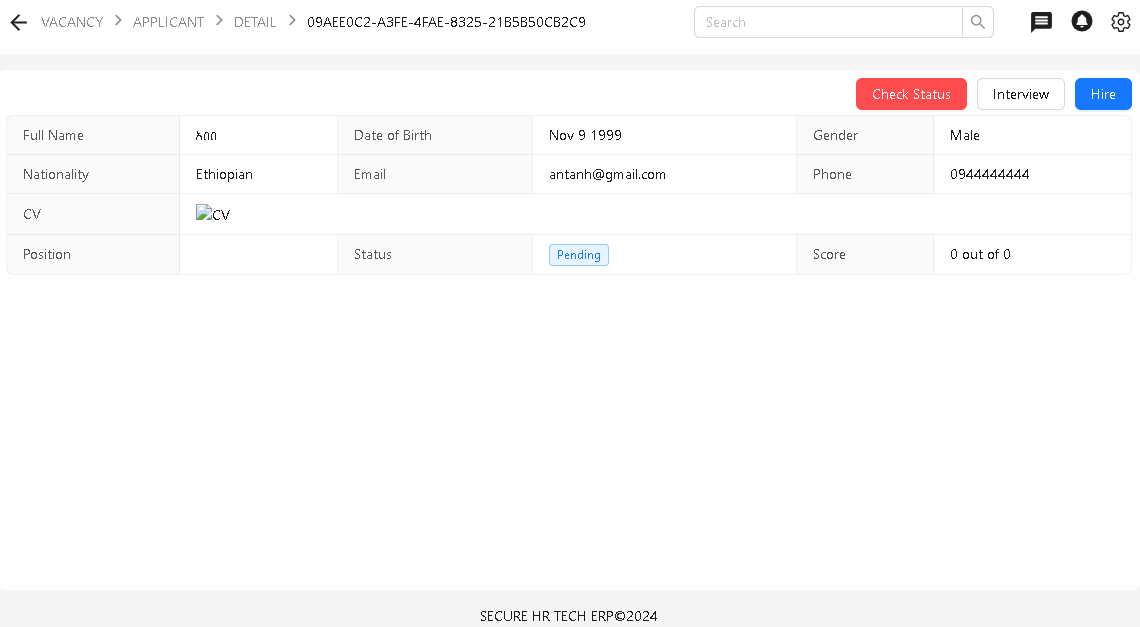 VACANCY > APPLICANT > DETAIL > 09AEE0C2-A3FE-4FAE-8325-21B5B50CB2C9 Search
Check Status Interview Hire
Full Name አበበ Date of Birth Nov 9 1999 Gender Male
Nationality Ethiopian Email antanh@gmail.com Phone 0944444444
CV CV
Position Status Pending Score 0 out of 0
SECURE HR TECH ERP©2024